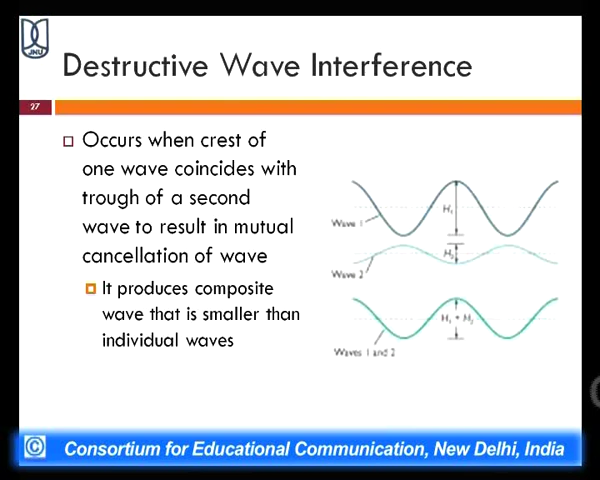 JNU
Destructive Wave Interference
27
Occurs when crest of
one wave coincides with
trough of a second
wave to result in mutual
cancellation of wave
It produces composite
wave that is smaller than
individual waves
Wave 1
H₁
Wave 2
H₂
H₁ + H₂
Waves 1 and 2
© Consortium for Educational Communication, New Delhi, India